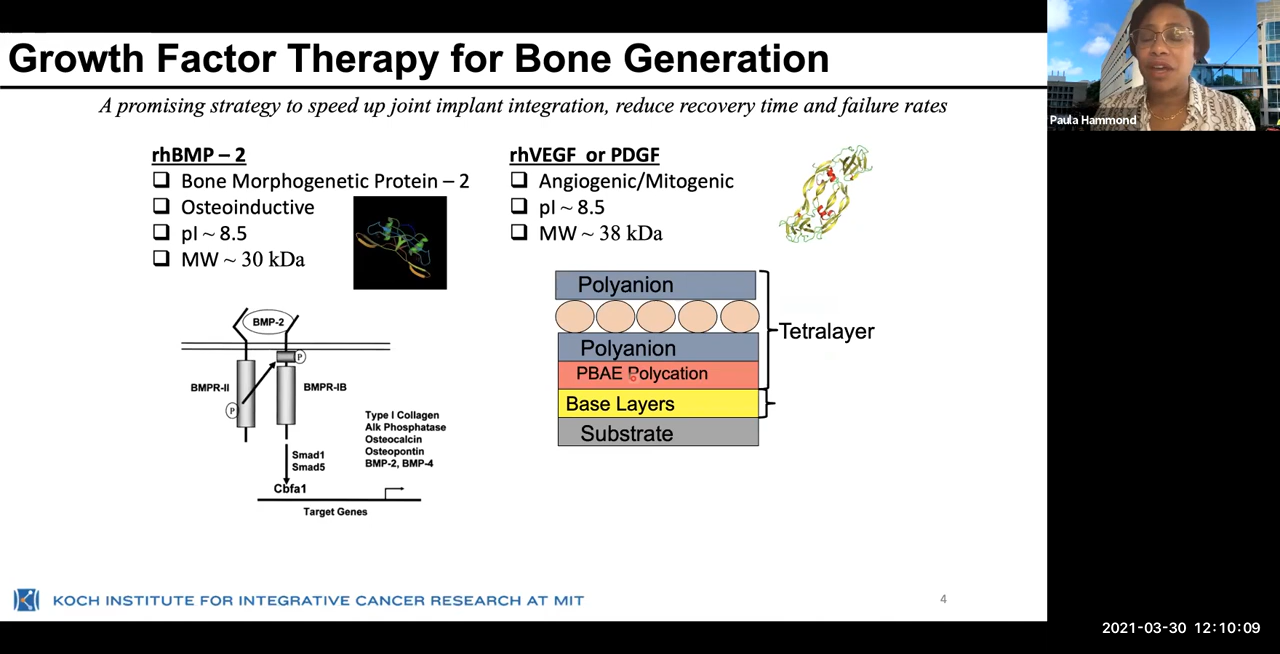 Growth Factor Therapy for Bone Generation
A promising strategy to speed up joint implant integration, reduce recovery time and failure rates
Paula Hammond
rhBMP – 2
Bone Morphogenetic Protein – 2
Osteoinductive
pI ~ 8.5
MW ~ 30 kDa
rhVEGF or PDGF
Angiogenic/Mitogenic
pI ~ 8.5
MW ~ 38 kDa
BMP-2
P
BMPR-II
BMPR-IB
P
Type I Collagen
Alk Phosphatase
Osteocalcin
Osteopontin
BMP-2, BMP-4
Smad1
Smad5
Cbfa1
Target Genes
Polyanion
Polyanion
PBAE Polycation
Base Layers
Substrate
Tetralayer
KOCH INSTITUTE FOR INTEGRATIVE CANCER RESEARCH AT MIT
4
2021-03-30 12:10:09